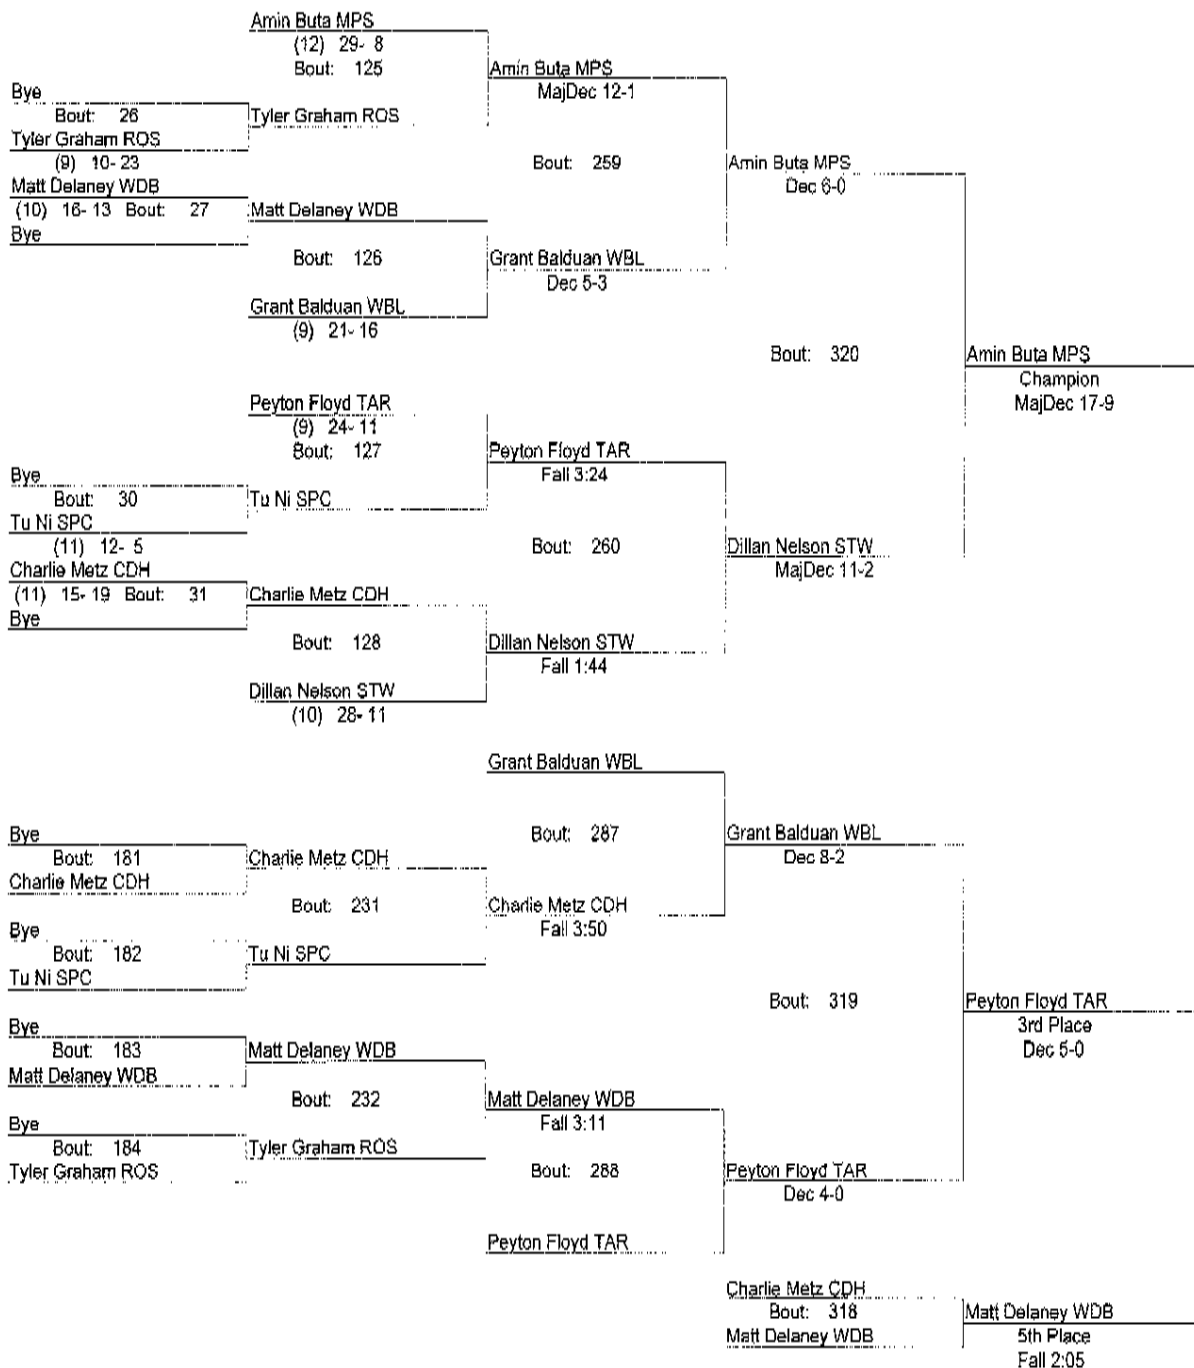 Amin Buta MPS
(12) 29- 8
Bout: 125
Amin Buta MPS
MajDec 12-1
Bye
Bout: 26
Tyler Graham ROS
Tyler Graham ROS
(9) 10- 23
Bout: 259
Amin Buta MPS
Dec 6-0
Matt Delaney WDB
(10) 16- 13 Bout: 27
Matt Delaney WDB
Bye
Bout: 126
Grant Balduan WBL
Dec 5-3
Grant Balduan WBL
(9) 21- 16
Bout: 320
Amin Buta MPS
Champion
MajDec 17-9
Peyton Floyd TAR
(9) 24- 11
Bout: 127
Peyton Floyd TAR
Fall 3:24
Bye
Bout: 30
Tu Ni SPC
Tu Ni SPC
(11) 12- 5
Bout: 260
Dillan Nelson STW
MajDec 11-2
Charlie Metz CDH
(11) 15- 19 Bout: 31
Charlie Metz CDH
Bye
Bout: 128
Dillan Nelson STW
Fall 1:44
Dillan Nelson STW
(10) 28- 11
Grant Balduan WBL
Bout: 287
Grant Balduan WBL
Dec 8-2
Bye
Bout: 181
Charlie Metz CDH
Charlie Metz CDH
Bout: 231
Charlie Metz CDH
Fall 3:50
Bye
Bout: 182
Tu Ni SPC
Tu Ni SPC
Bout: 319
Peyton Floyd TAR
3rd Place
Dec 5-0
Bye
Bout: 183
Matt Delaney WDB
Matt Delaney WDB
Bout: 232
Matt Delaney WDB
Fall 3:11
Bye
Bout: 184
Tyler Graham ROS
Tyler Graham ROS
Bout: 288
Peyton Floyd TAR
Dec 4-0
Peyton Floyd TAR
Charlie Metz CDH
Bout: 318
Matt Delaney WDB
Matt Delaney WDB
5th Place
Fall 2:05